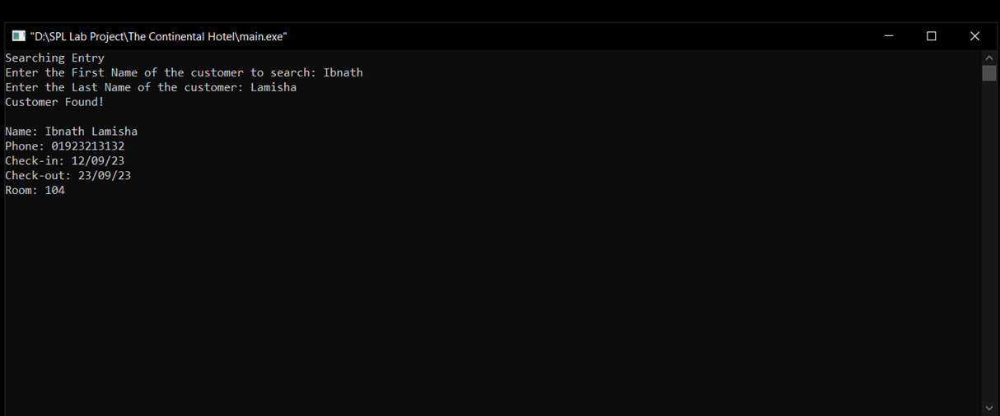 "D:\SPL Lab Project\The Continental Hotel\main.exe"
Searching Entry
Enter the First Name of the customer to search: Ibnath
Enter the Last Name of the customer: Lamisha
Customer Found!
Name: Ibnath Lamisha
Phone: 01923213132
Check-in: 12/09/23
Check-out: 23/09/23
Room: 104